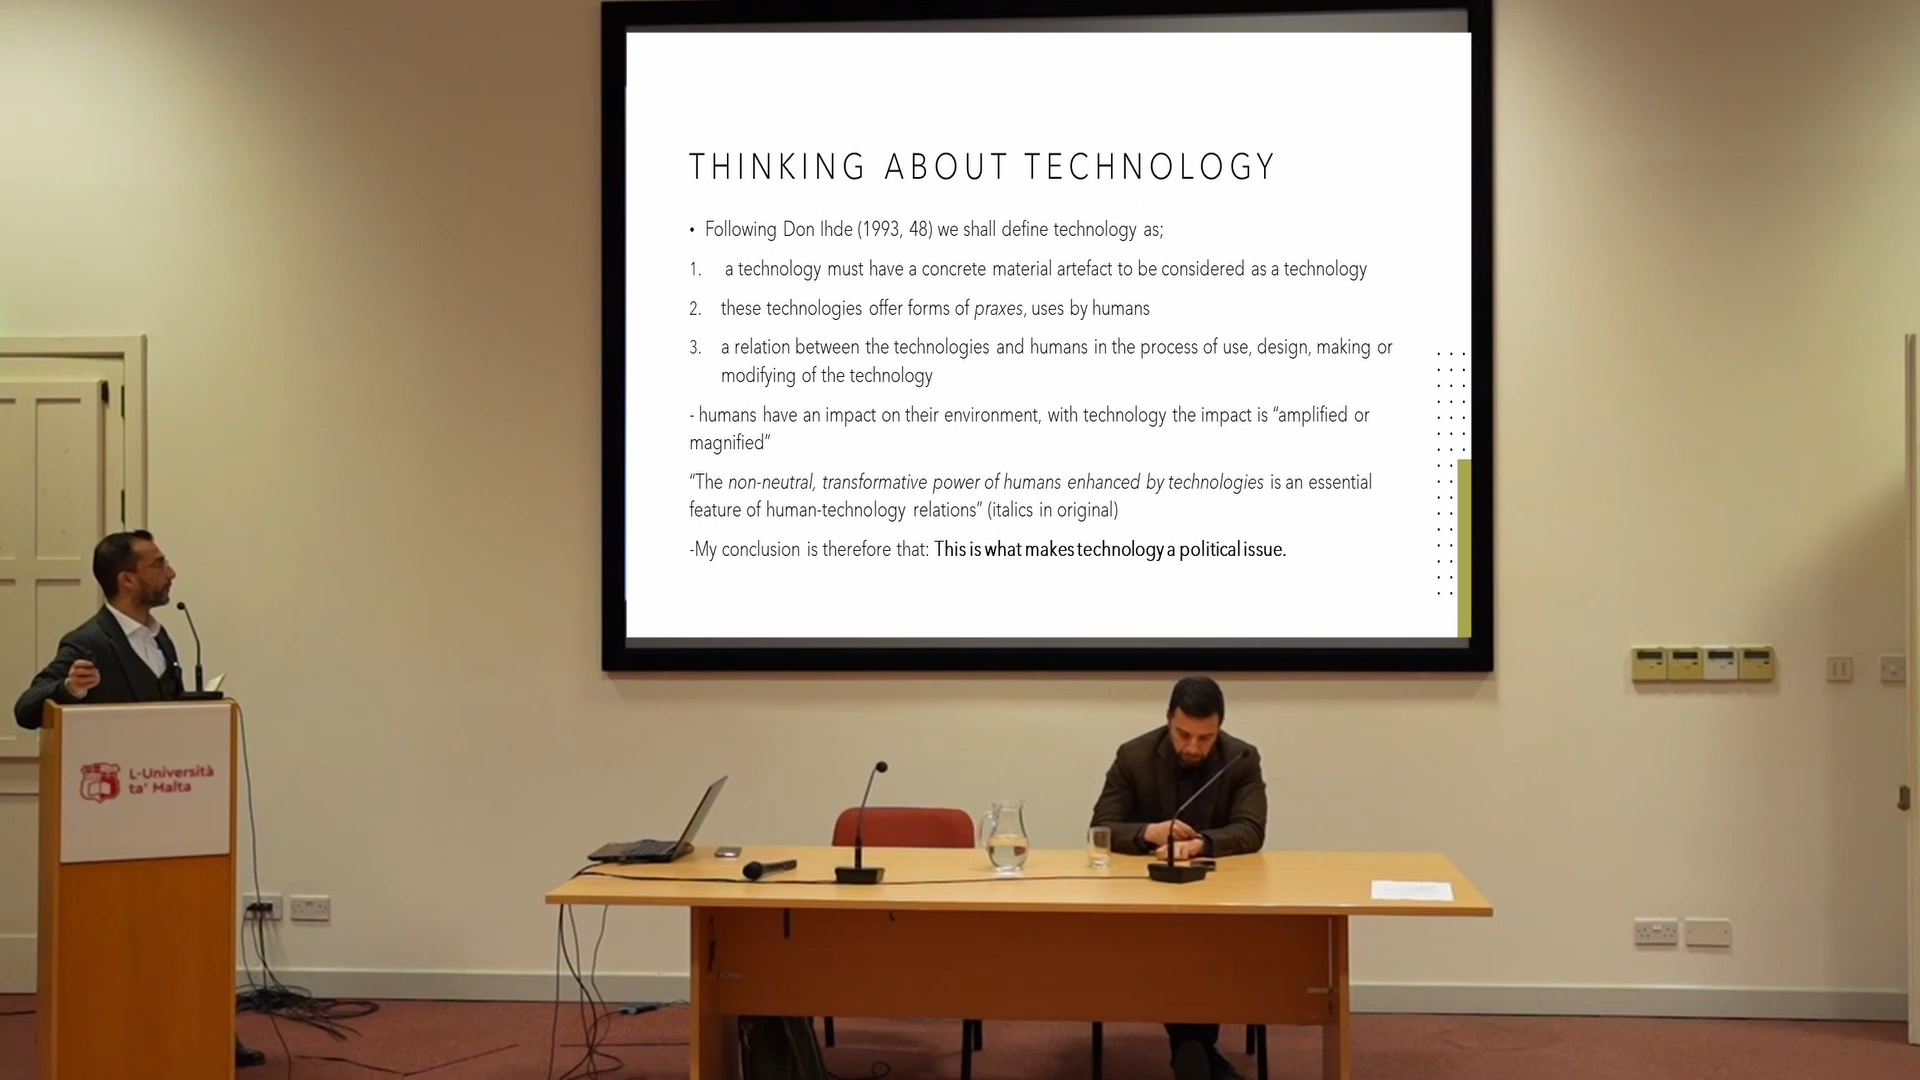 THINKING ABOUT TECHNOLOGY
• Following Don Ihde (1993, 48) we shall define technology as;
1. a technology must have a concrete material artefact to be considered as a technology
2. these technologies offer forms of praxes, uses by humans
3. a relation between the technologies and humans in the process of use, design, making or
modifying of the technology
- humans have an impact on their environment, with technology the impact is “amplified or
magnified”
“The non-neutral, transformative power of humans enhanced by technologies is an essential
feature of human-technology relations” (italics in original)
-My conclusion is therefore that: This is what makes technology a political issue.
L-Università
ta' Malta